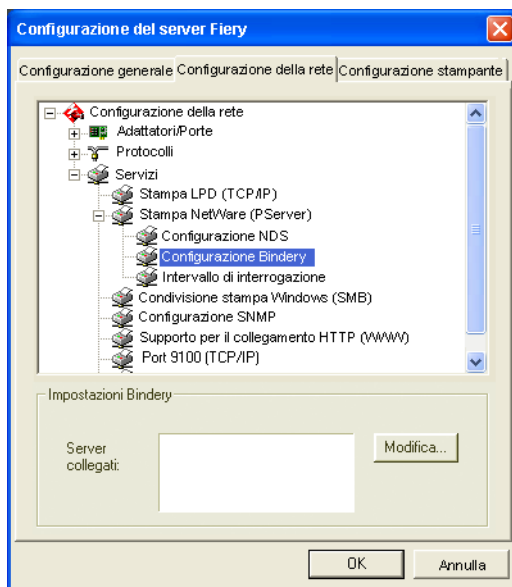 Configurazione del server Fiery
Configurazione generale Configurazione della rete Configurazione stampante
Configurazione della rete
Adattatori/Porte
Protocolli
Servizi
Stampa LPD (TCP/IP)
Stampa NetWare (PServer)
Configurazione NDS
Configurazione Bindery
Intervallo di interrogazione
Condivisione stampa Windows (SMB)
Configurazione SNMP
Supporto per il collegamento HTTP (WWW)
Port 9100 (TCP/IP)
Impostazioni Bindery
Server
collegati:
Modifica...
OK Annulla